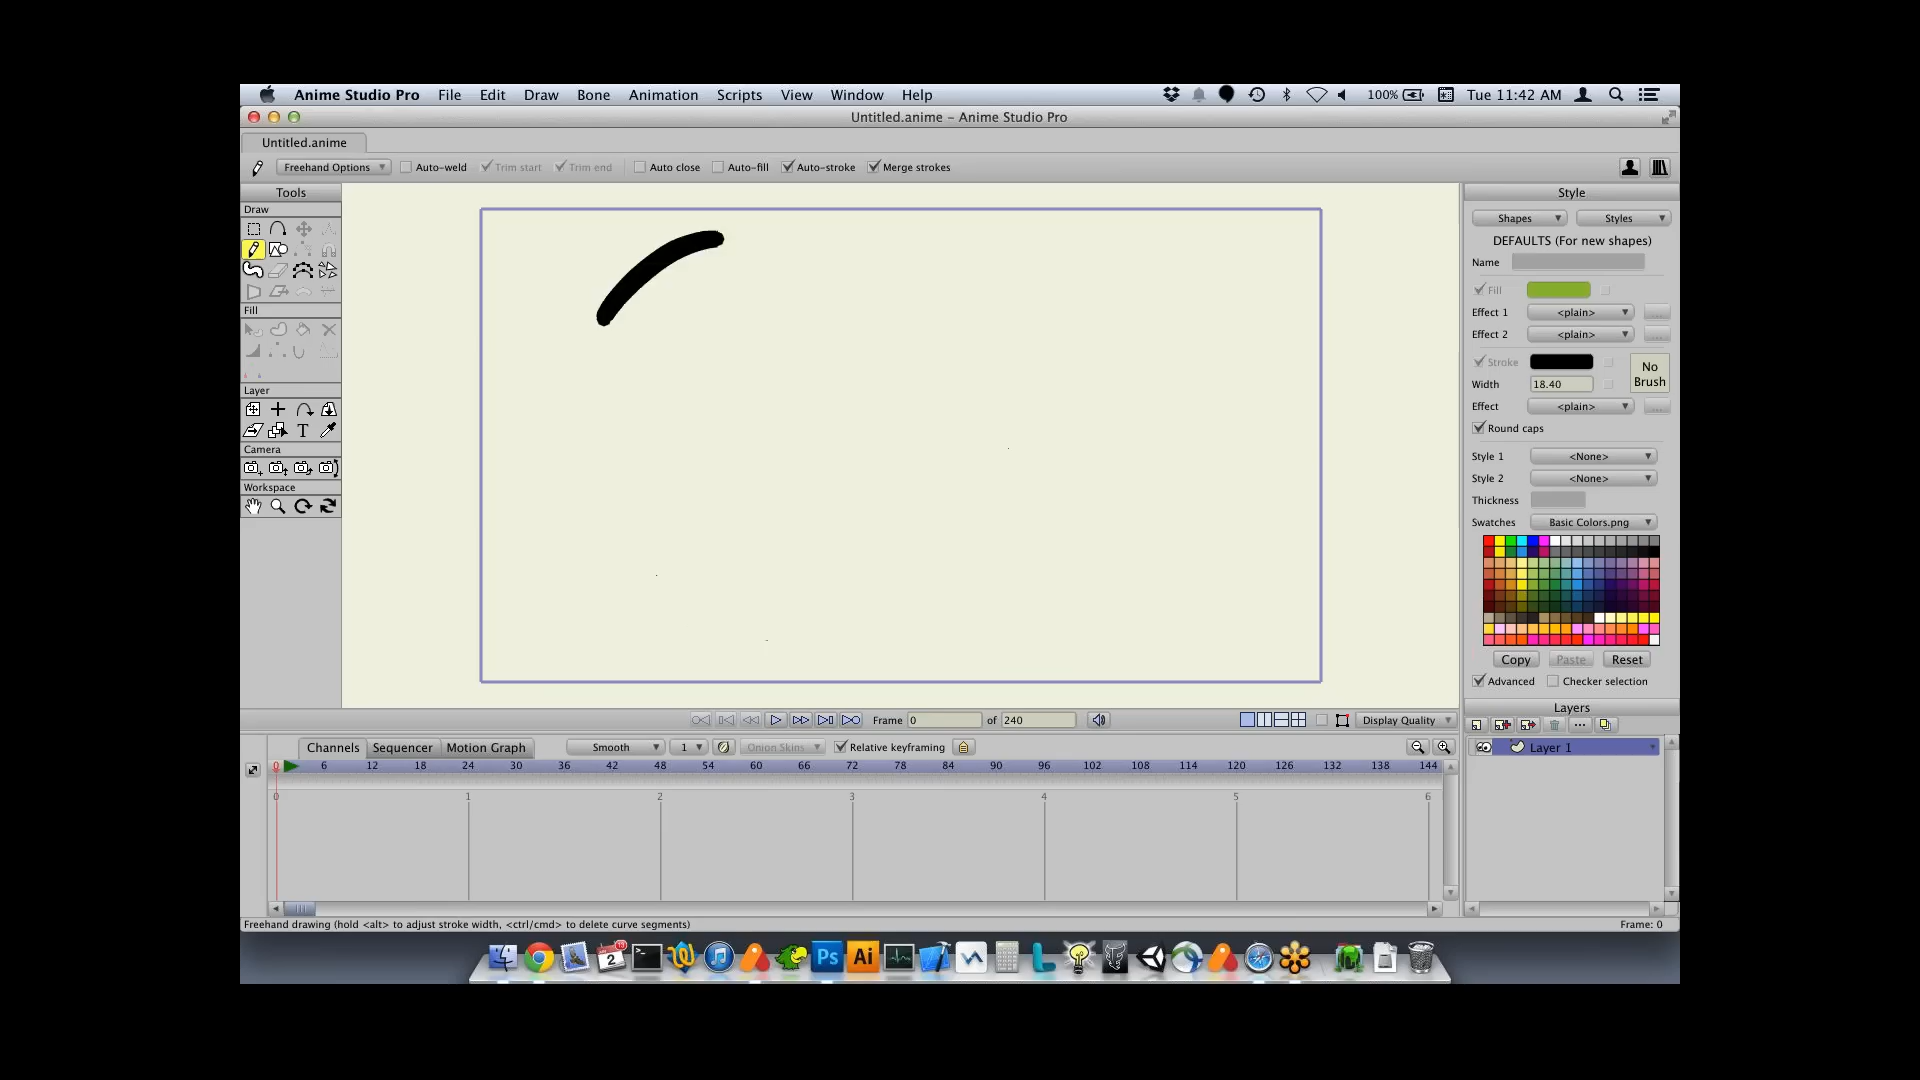 Anime Studio Pro File Edit Draw Bone Animation Scripts View Window Help 100% Tue 11:42 AM
Untitled.anime – Anime Studio Pro
Untitled.anime
Freehand Options Auto-weld Trim start Trim end Auto close Auto-fill Auto-stroke Merge strokes
Tools
Draw
Fill
Layer
T
Camera
Workspace
Style
Shapes Styles
DEFAULTS (For new shapes)
Name
Fill
Effect 1 <plain> ...
Effect 2 <plain> ...
Stroke
No
Brush
Width 18.40
Effect <plain> ...
Round caps
Style 1 <None>
Style 2 <None>
Thickness
Swatches Basic Colors.png
Copy Paste Reset
Advanced Checker selection
Layers
Layer 1
Frame 0 of 240 Display Quality
Channels Sequencer Motion Graph Smooth 1 Onion Skins Relative keyframing
0 6 12 18 24 30 36 42 48 54 60 66 72 78 84 90 96 102 108 114 120 126 132 138 144
0 1 2 3 4 5 6
Freehand drawing (hold <alt> to adjust stroke width, <ctrl/cmd> to delete curve segments) Frame: 0
2 Ps Ai